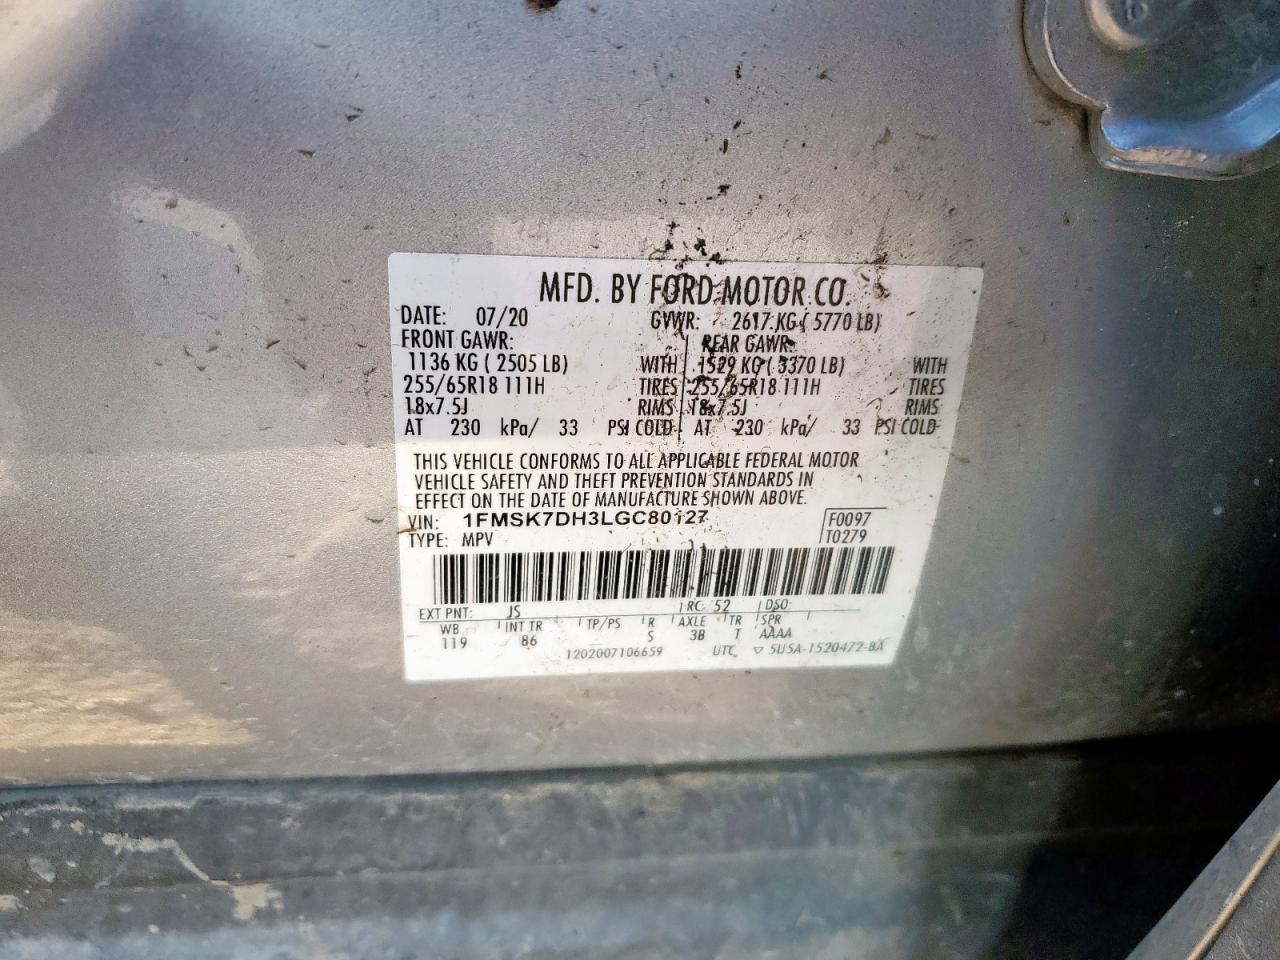 MFD. BY FORD MOTOR CO.
DATE: 07/20 GVWR: 2617 KG ( 5770 LB)
FRONT GAWR: REAR GAWR:
1136 KG ( 2505 LB) WITH 1529 KG ( 3370 LB) WITH
255/65R18 111H TIRES 255/65R18 111H TIRES
18x7.5J RIMS 18x7.5J RIMS
AT 230 kPa/ 33 PSI COLD AT 230 kPa/ 33 PSI COLD
THIS VEHICLE CONFORMS TO ALL APPLICABLE FEDERAL MOTOR
VEHICLE SAFETY AND THEFT PREVENTION STANDARDS IN
EFFECT ON THE DATE OF MANUFACTURE SHOWN ABOVE.
VIN: 1FMSK7DH3LGC80127 F0097
TYPE: MPV T0279
EXT PNT: JS RC: 52 DSO:
WB INT TR TP/PS R AXLE TR SPR
119 86 S 3B T AAAA
1202007106659 UTC ▽ 5U5A-1520472-BA